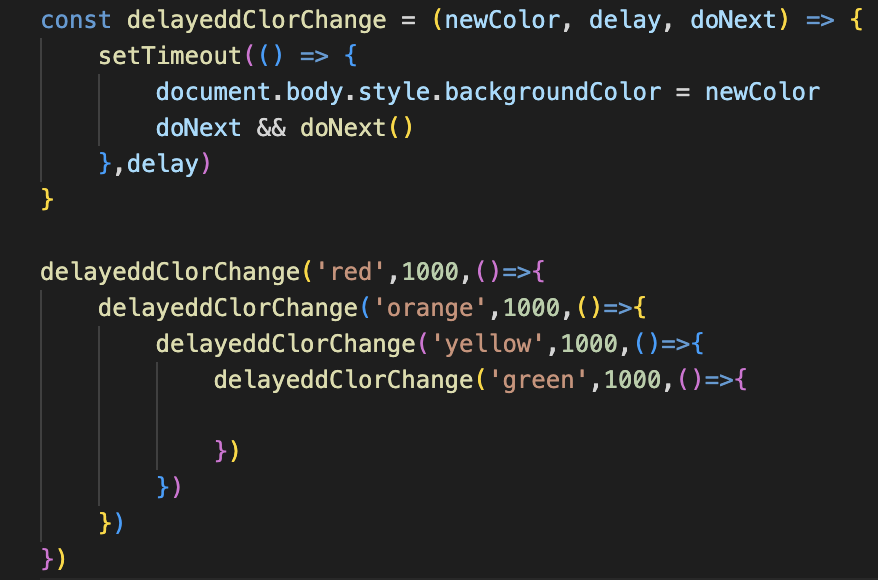 const delayeddClorChange = (newColor, delay, doNext) => {
    setTimeout(() => {
        document.body.style.backgroundColor = newColor
        doNext && doNext()
    },delay)
}
delayeddClorChange('red',1000,()=>{
    delayeddClorChange('orange',1000,()=>{
        delayeddClorChange('yellow',1000,()=>{
            delayeddClorChange('green',1000,()=>{
            })
        })
    })
})